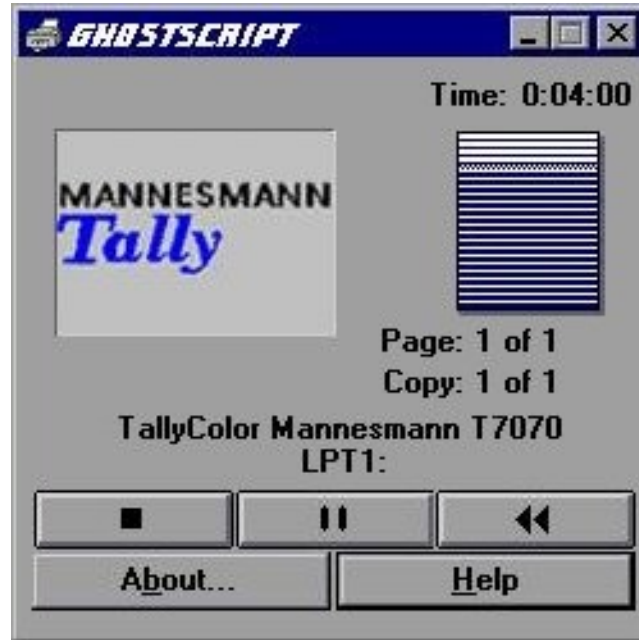 GHOSTSCRIPT
Time: 0:04:00
MANNESMANN
Tally
Page: 1 of 1
Copy: 1 of 1
TallyColor Mannesmann T7070
LPT1:
About...
Help